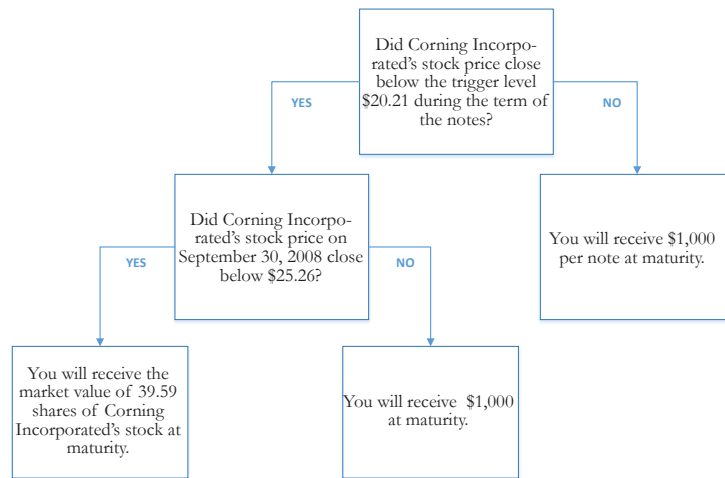 Did Corning Incorpo-
rated's stock price close
below the trigger level
$20.21 during the term of
the notes?
YES
NO
Did Corning Incorpo-
rated's stock price on
September 30, 2008 close
below $25.26?
You will receive $1,000
per note at maturity.
YES
NO
You will receive the
market value of 39.59
shares of Corning
Incorporated's stock at
maturity.
You will receive $1,000
at maturity.